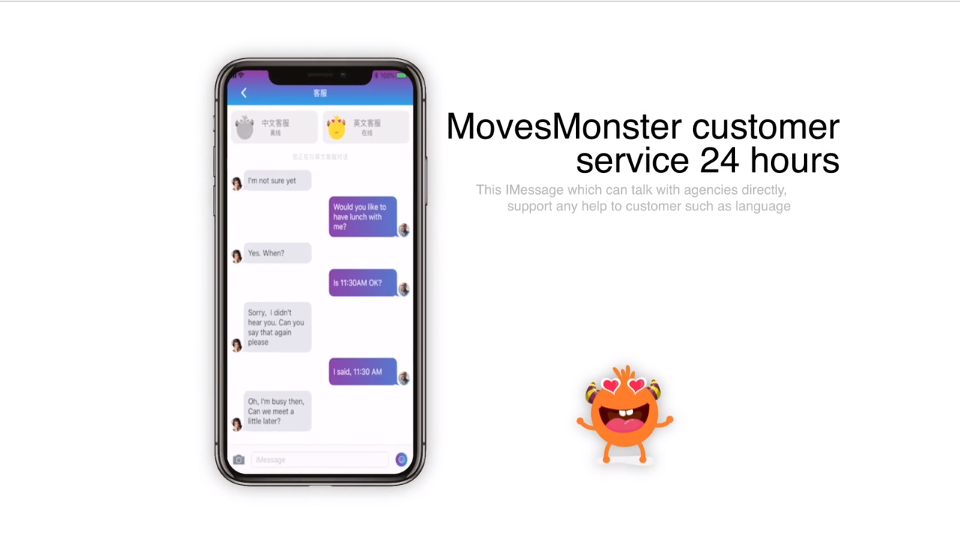 100%
客服
中文客服
离线
英文客服
在线
I'm not sure yet
Would you like to
have lunch with
me?
Yes. When?
Is 11:30AM OK?
Sorry, I didn't
hear you. Can you
say that again
please
I said, 11:30 AM
Oh, I'm busy then,
Can we meet a
little later?
iMessage
MovesMonster customer
service 24 hours
This IMessage which can talk with agencies directly,
support any help to customer such as language